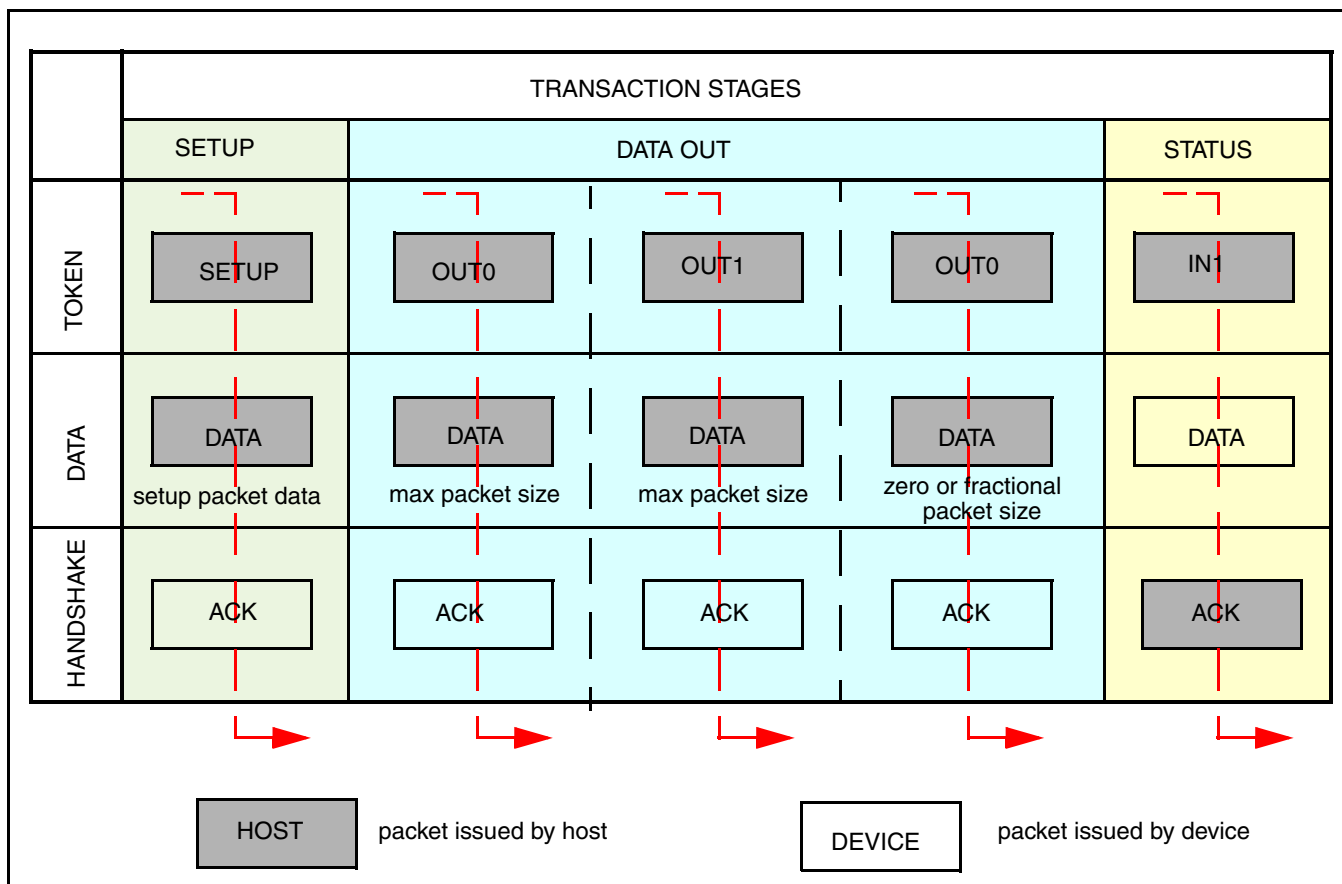 TRANSACTION STAGES
SETUP
DATA OUT
STATUS
TOKEN
SETUP
OUT0
OUT1
OUT0
IN1
DATA
DATA
DATA
DATA
DATA
DATA
setup packet data
max packet size
max packet size
zero or fractional
packet size
HANDSHAKE
ACK
ACK
ACK
ACK
ACK
HOST
packet issued by host
DEVICE
packet issued by device